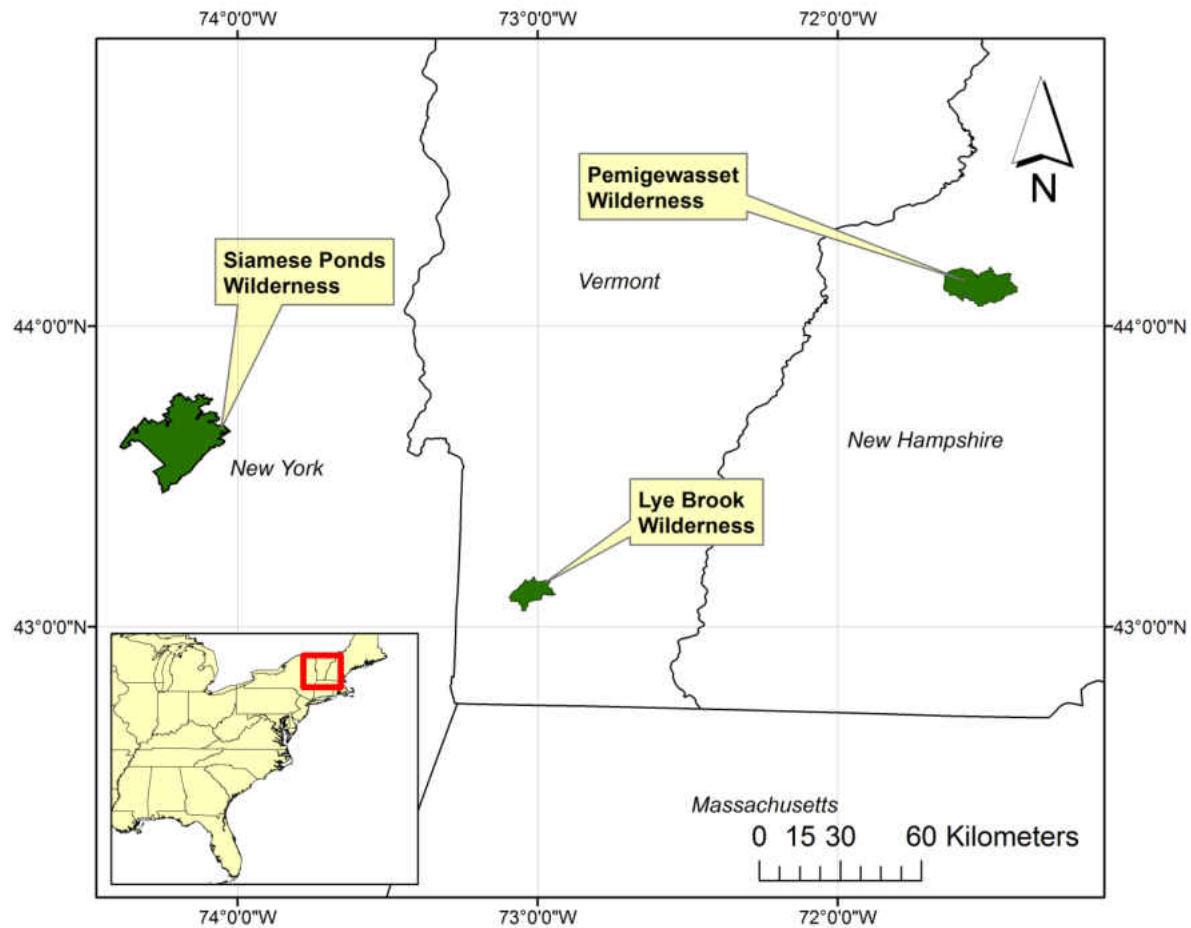 74°0'0"W 73°0'0"W 72°0'0"W
N
Pemigewasset
Wilderness
Siamese Ponds
Wilderness
Vermont
44°0'0"N 44°0'0"N
New Hampshire
New York
Lye Brook
Wilderness
43°0'0"N 43°0'0"N
Massachusetts
0 15 30 60 Kilometers
74°0'0"W 73°0'0"W 72°0'0"W